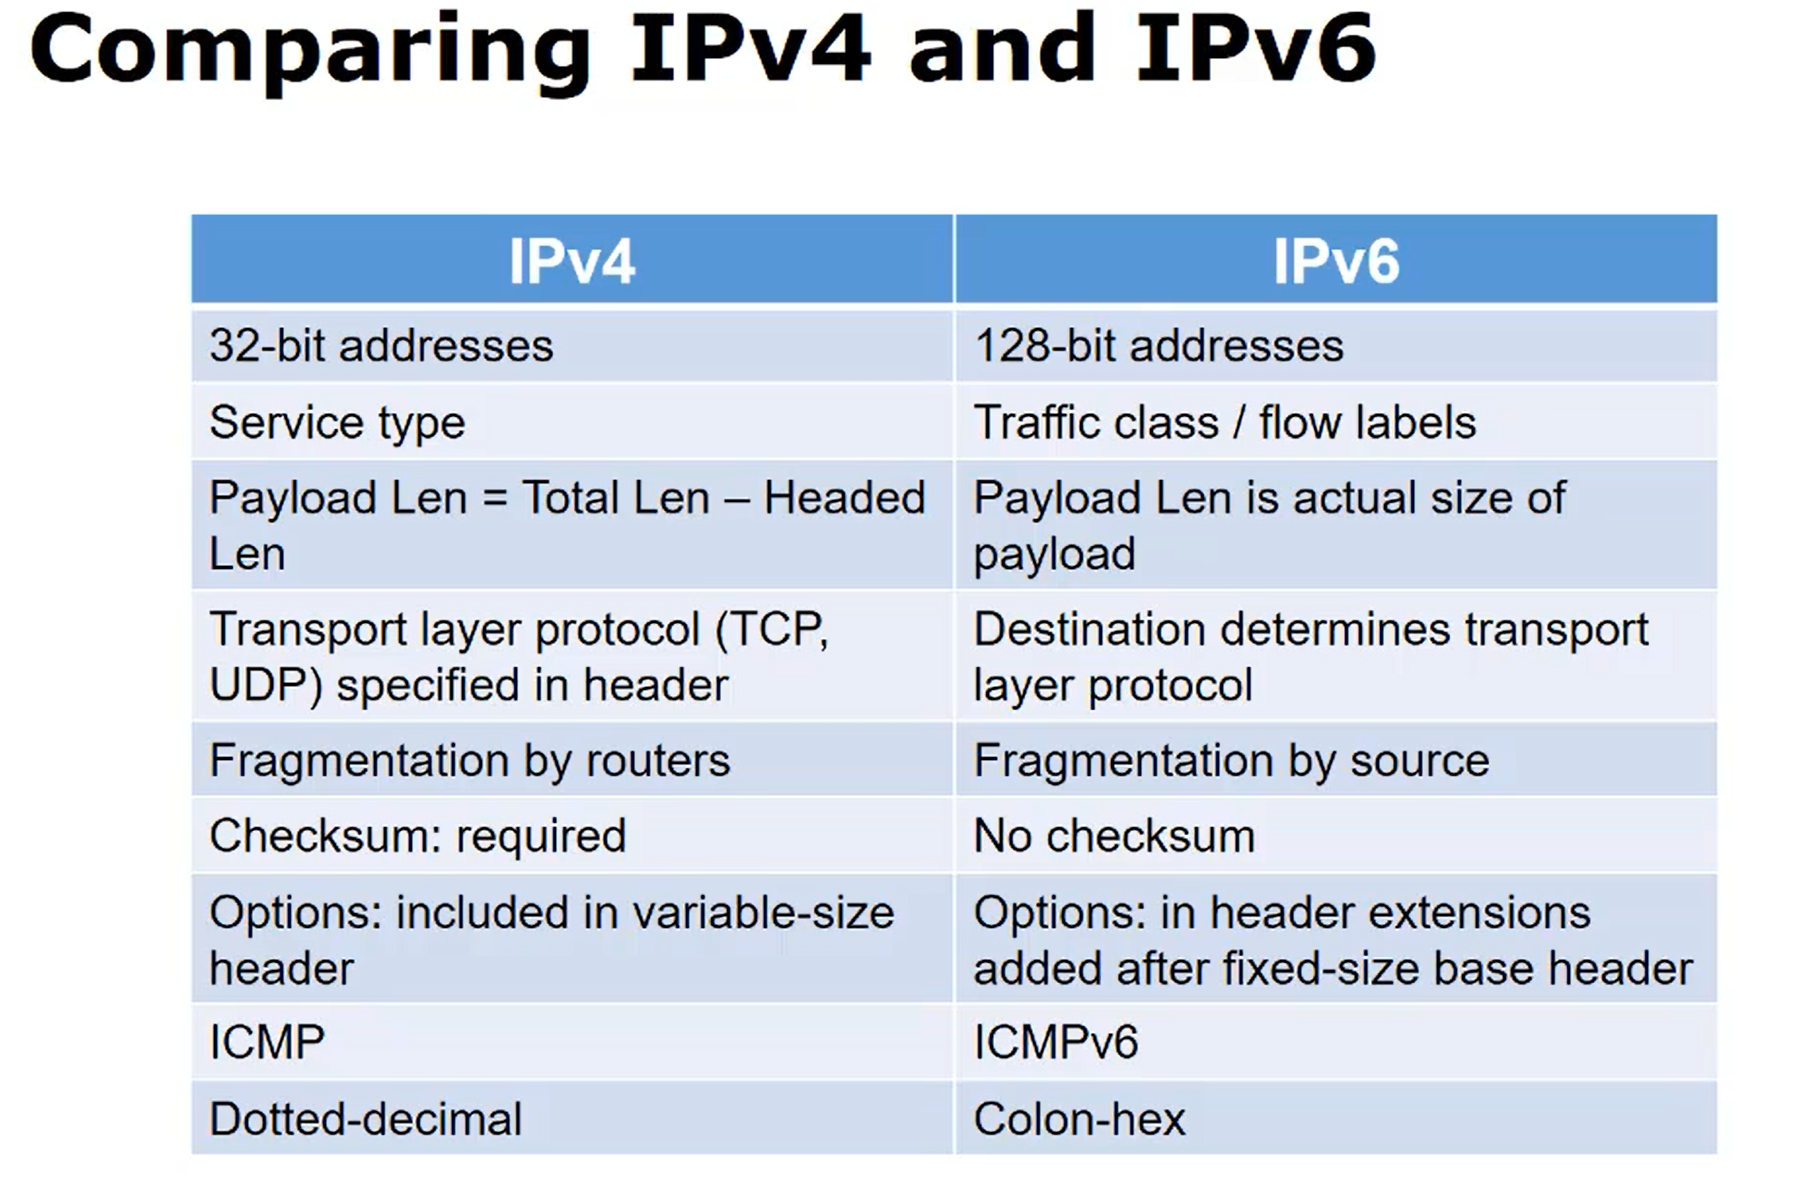 Comparing IPv4 and IPv6
IPv4
IPv6
32-bit addresses
128-bit addresses
Service type
Traffic class / flow labels
Payload Len = Total Len – Headed
Len
Payload Len is actual size of
payload
Transport layer protocol (TCP,
UDP) specified in header
Destination determines transport
layer protocol
Fragmentation by routers
Fragmentation by source
Checksum: required
No checksum
Options: included in variable-size
header
Options: in header extensions
added after fixed-size base header
ICMP
ICMPv6
Dotted-decimal
Colon-hex